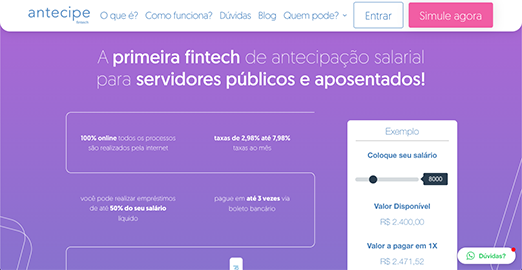 antecipe
fintech
O que é? Como funciona? Dúvidas Blog Quem pode? Entrar Simule agora
A primeira fintech de antecipação salarial
para servidores públicos e aposentados!
100% online todos os processos
são realizados pela internet
taxas de 2,98% até 7,98%
taxas ao mês
você pode realizar empréstimos
de até 50% do seu salário
líquido
pague em até 3 vezes via
boleto bancário
Exemplo
Coloque seu salário
8000
Valor Disponível
R$ 2.400,00
Valor a pagar em 1X
R$ 2.471,52
Dúvidas?